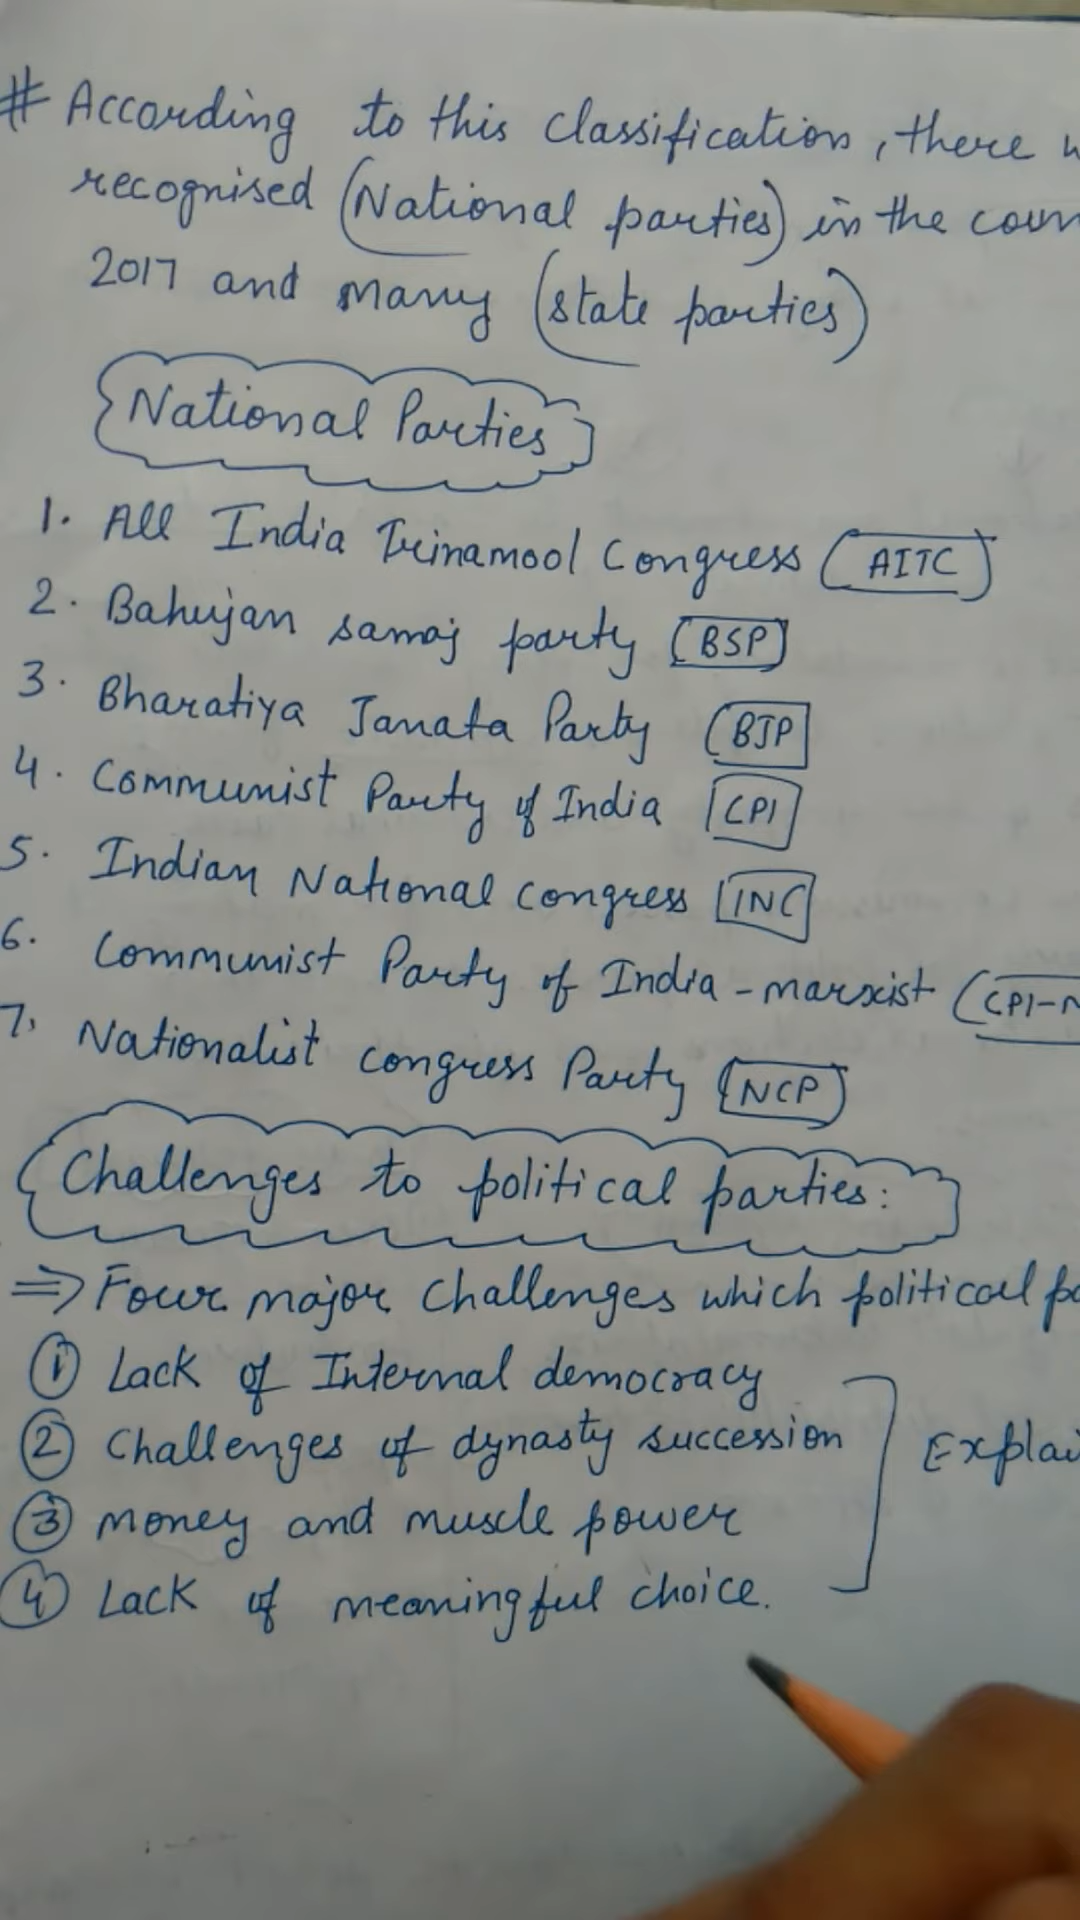 # According to this classification, there
recognised (National parties) in the
2017 and many (state parties)
National Parties
1. All India Trinamool Congress (AITC)
2. Bahujan samaj party (BSP)
3. Bharatiya Janata Party (BJP)
4. Communist Party of India (CPI)
5. Indian National congress (INC)
6. Communist Party of India - marxist (CPI-
7. Nationalist congress Party (NCP)
Challenges to political parties:
⇒ Four major challenges which political
① Lack of Internal democracy
② Challenges of dynasty succession
③ money and muscle power
④ Lack of meaningful choice.
Explai